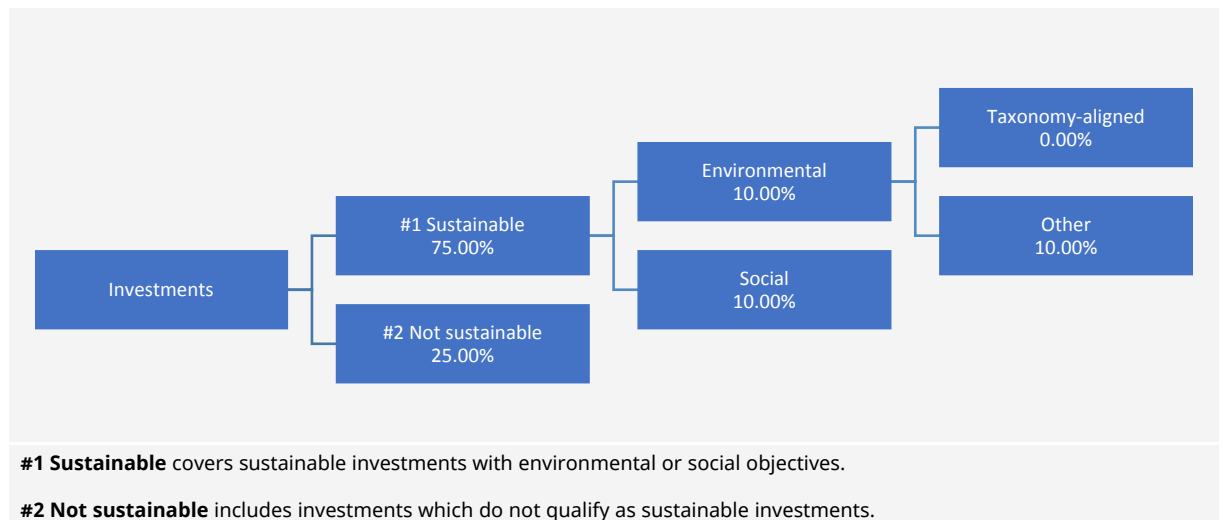 Investments
#1 Sustainable
75.00%
#2 Not sustainable
25.00%
Environmental
10.00%
Social
10.00%
Taxonomy-aligned
0.00%
Other
10.00%
#1 Sustainable covers sustainable investments with environmental or social objectives.
#2 Not sustainable includes investments which do not qualify as sustainable investments.